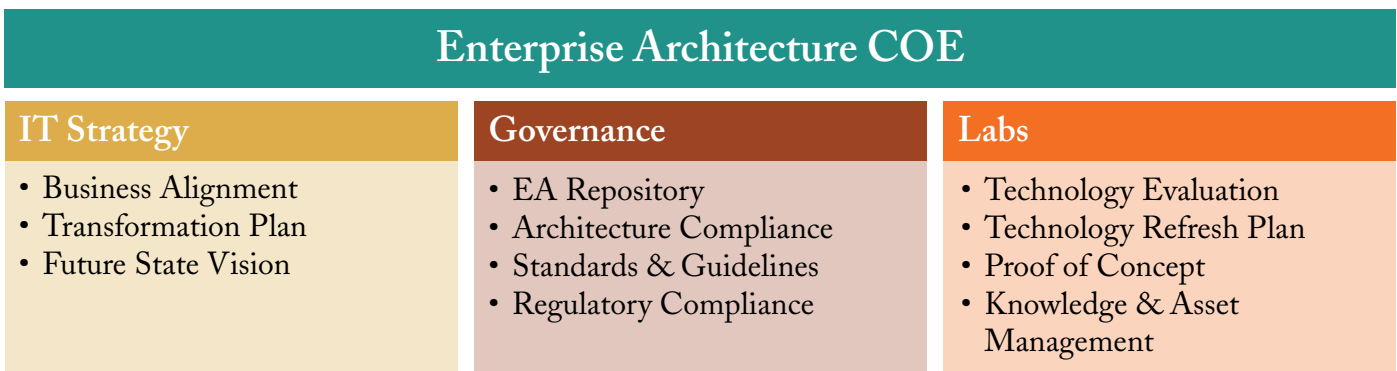 Enterprise Architecture COE
IT Strategy
• Business Alignment
• Transformation Plan
• Future State Vision
Governance
• EA Repository
• Architecture Compliance
• Standards & Guidelines
• Regulatory Compliance
Labs
• Technology Evaluation
• Technology Refresh Plan
• Proof of Concept
• Knowledge & Asset
Management